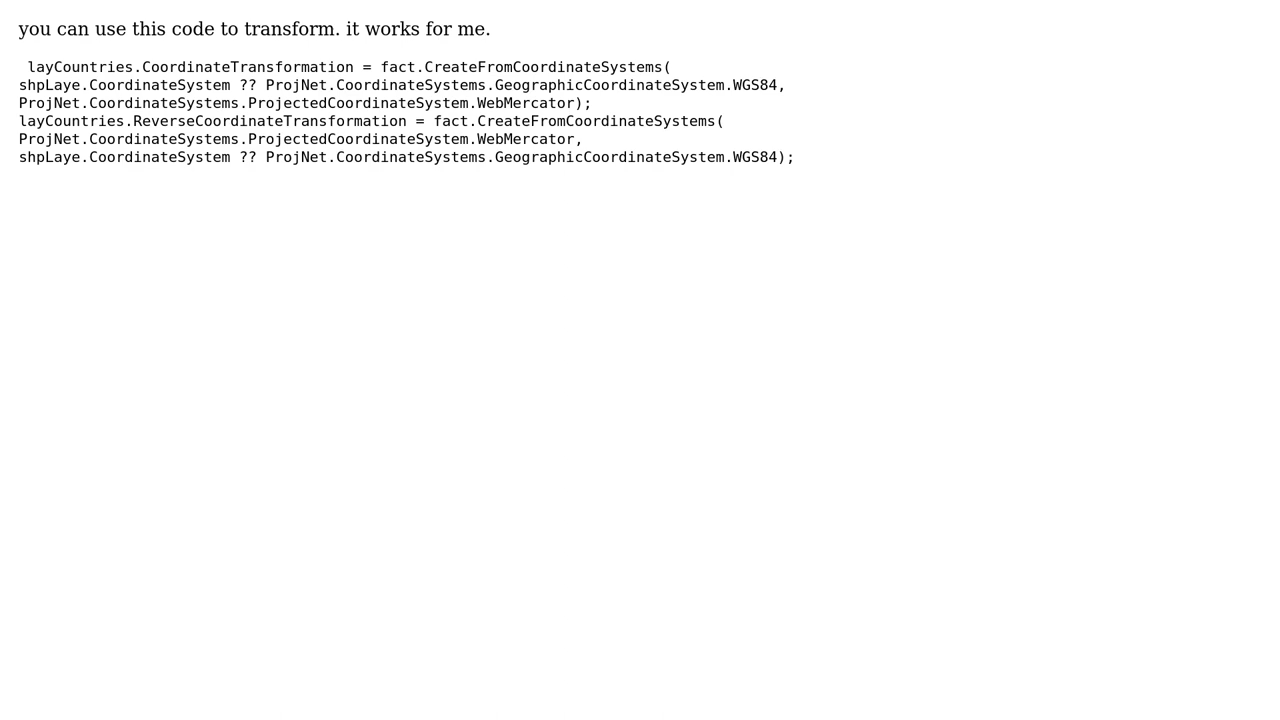 you can use this code to transform. it works for me.
layCountries.CoordinateTransformation = fact.CreateFromCoordinateSystems(
shpLaye.CoordinateSystem ?? ProjNet.CoordinateSystems.GeographicCoordinateSystem.WGS84,
ProjNet.CoordinateSystems.ProjectedCoordinateSystem.WebMercator);
layCountries.ReverseCoordinateTransformation = fact.CreateFromCoordinateSystems(
ProjNet.CoordinateSystems.ProjectedCoordinateSystem.WebMercator,
shpLaye.CoordinateSystem ?? ProjNet.CoordinateSystems.GeographicCoordinateSystem.WGS84);